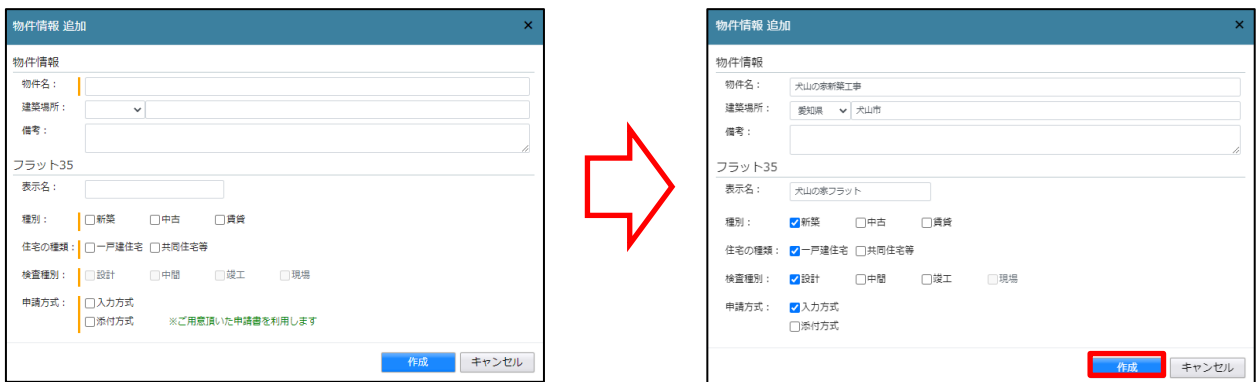 物件情報 追加 ×
物件情報
物件名：
建築場所：
備考：
フラット35
表示名：
種別： 新築 中古 賃貸
住宅の種類： 一戸建住宅 共同住宅等
検査種別： 設計 中間 竣工 現場
申請方式： 入力方式
添付方式 ※ご用意頂いた申請書を利用します
作成 キャンセル
物件情報 追加 ×
物件情報
物件名： 犬山の家新築工事
建築場所： 愛知県 犬山市
備考：
フラット35
表示名： 犬山の家フラット
種別： 新築 中古 賃貸
住宅の種類： 一戸建住宅 共同住宅等
検査種別： 設計 中間 竣工 現場
申請方式： 入力方式
添付方式
作成 キャンセル